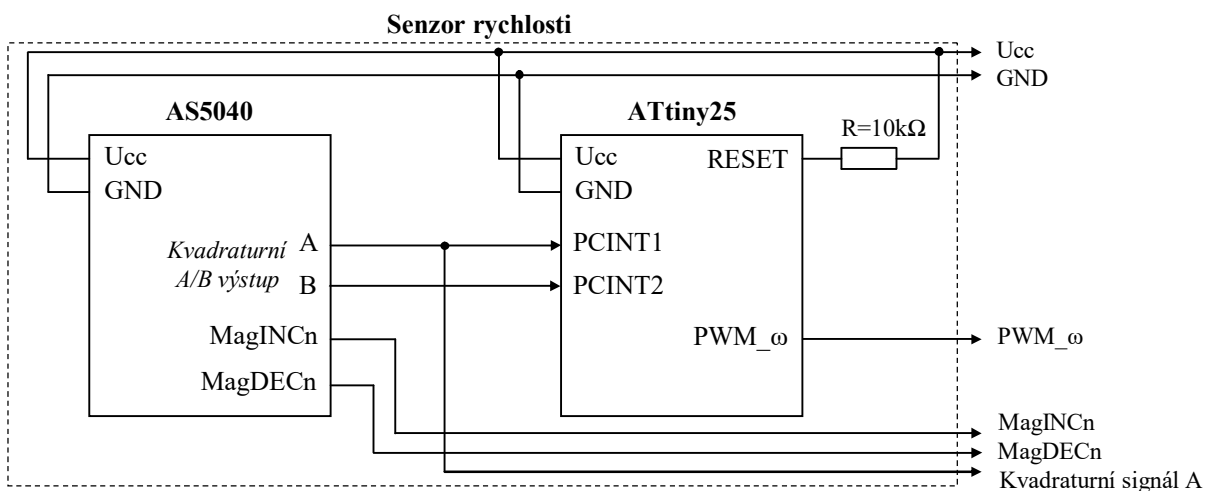 Senzor rychlosti
Ucc
GND
AS5040
ATtiny25
R=10kΩ
Ucc
GND
Ucc
GND
RESET
Kvadraturní
A/B výstup
A
B
PCINT1
PCINT2
MagINCn
MagDECn
PWM_ω
PWM_ω
MagINCn
MagDECn
Kvadraturní signál A